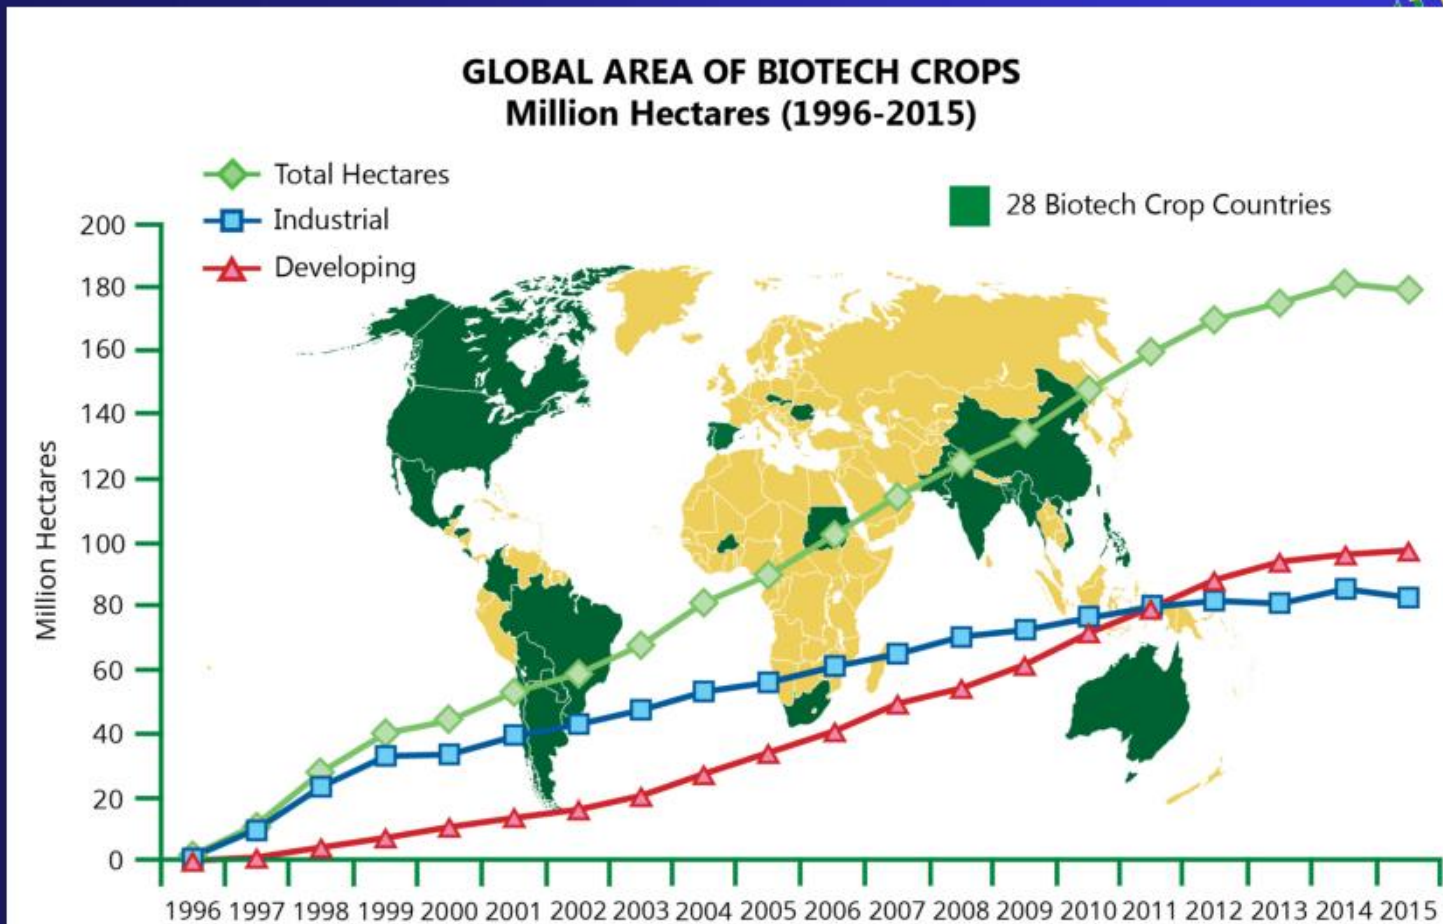 GLOBAL AREA OF BIOTECH CROPS
Million Hectares (1996-2015)
Total Hectares
Industrial
Developing
28 Biotech Crop Countries
Million Hectares
200
180
160
140
120
100
80
60
40
20
0
1996 1997 1998 1999 2000 2001 2002 2003 2004 2005 2006 2007 2008 2009 2010 2011 2012 2013 2014 2015